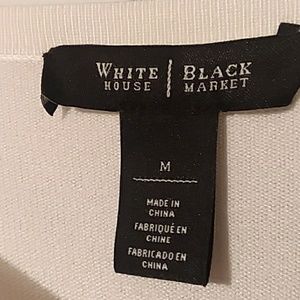 WHITE | BLACK
HOUSE | MARKET
M
MADE IN
CHINA
FABRIQUÉ EN
CHINE
FABRICADO EN
CHINA